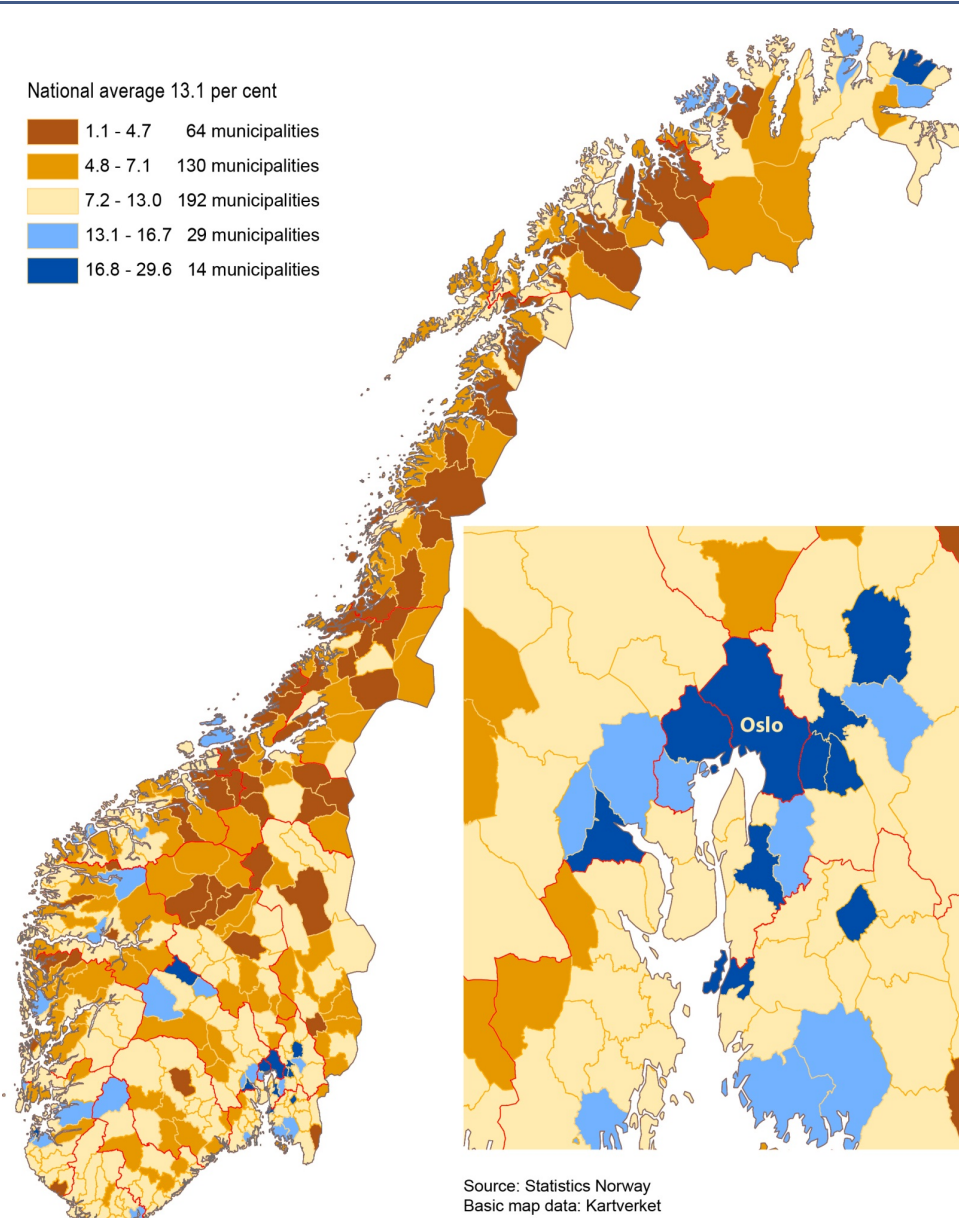 National average 13.1 per cent
1.1 - 4.7 64 municipalities
4.8 - 7.1 130 municipalities
7.2 - 13.0 192 municipalities
13.1 - 16.7 29 municipalities
16.8 - 29.6 14 municipalities
Oslo
Source: Statistics Norway
Basic map data: Kartverket